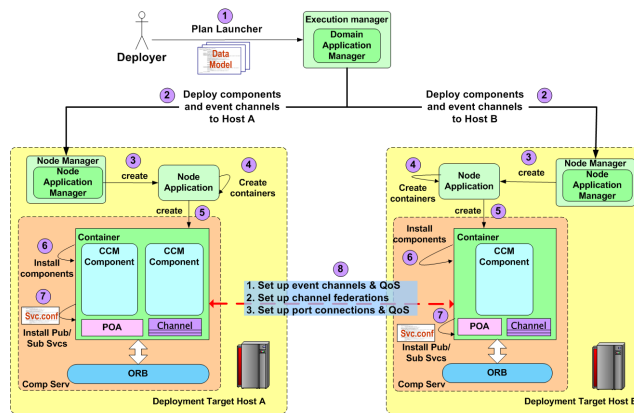 1
Plan Launcher
Deployer
Data
Model
Execution manager
Domain
Application
Manager
2
Deploy components
and event channels
to Host A
Deploy components
and event channels
to Host B
2
Node Manager
Node
Application
Manager
3
create
Node
Application
4
Create
containers
create
5
Container
CCM
Component
CCM
Component
6
Install
components
7
Svc.conf
Install Pub/
Sub Svcs
POA
Channel
ORB
Comp Serv
Deployment Target Host A
8
1. Set up event channels & QoS
2. Set up channel federations
3. Set up port connections & QoS
4
Create
containers
Node
Application
3
create
Node Manager
Node
Application
Manager
create
5
Install
components
6
Container
CCM
Component
7
Svc.conf
Install Pub/
Sub Svcs
POA
Channel
ORB
Comp Serv
Deployment Target Host